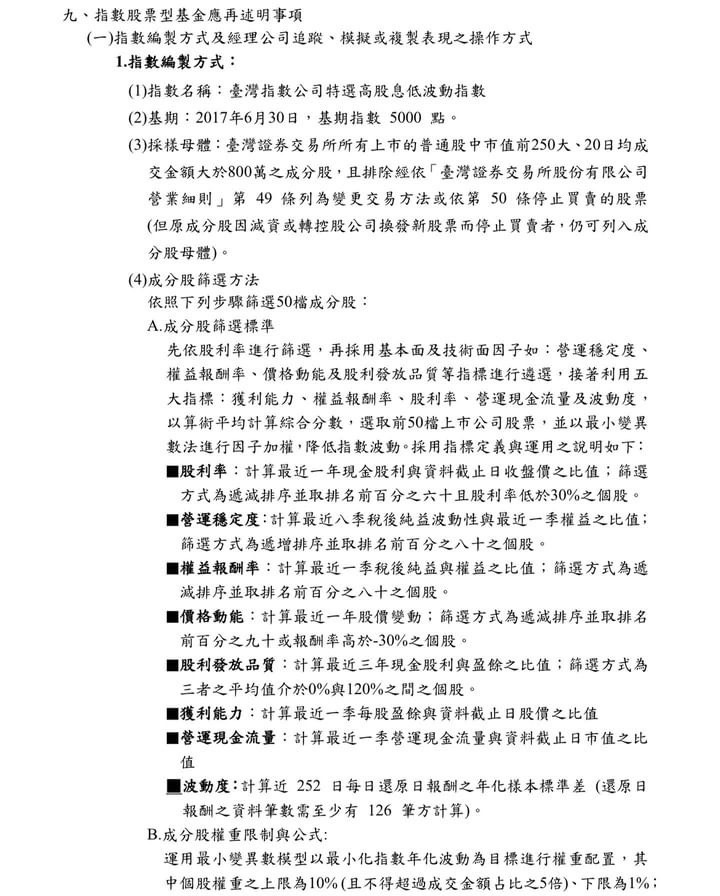 九、指數股票型基金應再述明事項
(一)指數編製方式及經理公司追蹤、模擬或複製表現之操作方式
1.指數編製方式：
(1)指數名稱：臺灣指數公司特選高股息低波動指數
(2)基期：2017年6月30日，基期指數 5000 點。
(3)採樣母體：臺灣證券交易所所有上市的普通股中市值前250大、20日均成
交金額大於800萬之成分股，且排除經依「臺灣證券交易所股份有限公司
營業細則」第 49 條列為變更交易方法或依第 50 條停止買賣的股票
(但原成分股因減資或轉控股公司換發新股票而停止買賣者，仍可列入成
分股母體)。
(4)成分股篩選方法
依照下列步驟篩選50檔成分股：
A.成分股篩選標準
先依股利率進行篩選，再採用基本面及技術面因子如：營運穩定度、
權益報酬率、價格動能及股利發放品質等指標進行遴選，接著利用五
大指標：獲利能力、權益報酬率、股利率、營運現金流量及波動度，
以算術平均計算綜合分數，選取前50檔上市公司股票，並以最小變異
數法進行因子加權，降低指數波動。採用指標定義與運用之說明如下：
■股利率：計算最近一年現金股利與資料截止日收盤價之比值；篩選
方式為遞減排序並取排名前百分之六十且股利率低於30%之個股。
■營運穩定度：計算最近八季稅後純益波動性與最近一季權益之比值；
篩選方式為遞增排序並取排名前百分之八十之個股。
■權益報酬率：計算最近一季稅後純益與權益之比值；篩選方式為遞
減排序並取排名前百分之八十之個股。
■價格動能：計算最近一年股價變動；篩選方式為遞減排序並取排名
前百分之九十或報酬率高於-30%之個股。
■股利發放品質：計算最近三年現金股利與盈餘之比值；篩選方式為
三者之平均值介於0%與120%之間之個股。
■獲利能力：計算最近一季每股盈餘與資料截止日股價之比值
■營運現金流量：計算最近一季營運現金流量與資料截止日市值之比
值
■波動度：計算近 252 日每日還原日報酬之年化樣本標準差 (還原日
報酬之資料筆數需至少有 126 筆方計算)。
B.成分股權重限制與公式:
運用最小變異數模型以最小化指數年化波動為目標進行權重配置，其
中個股權重之上限為10% (且不得超過成交金額占比之5倍)、下限為1%；